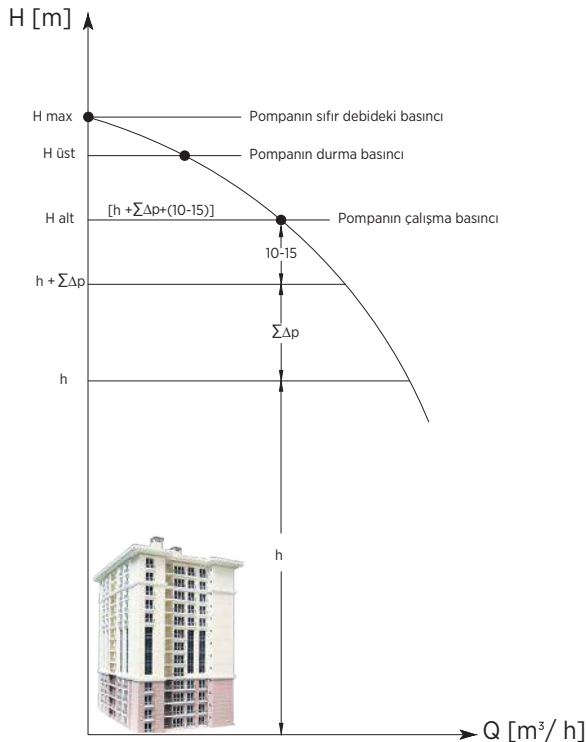 H [m]
H max
Pompanın sıfır debideki basıncı
H üst
Pompanın durma basıncı
H alt
[h +∑∆p+(10-15)]
Pompanın çalışma basıncı
10-15
h + ∑∆p
∑∆p
h
h
Q [m³/ h]